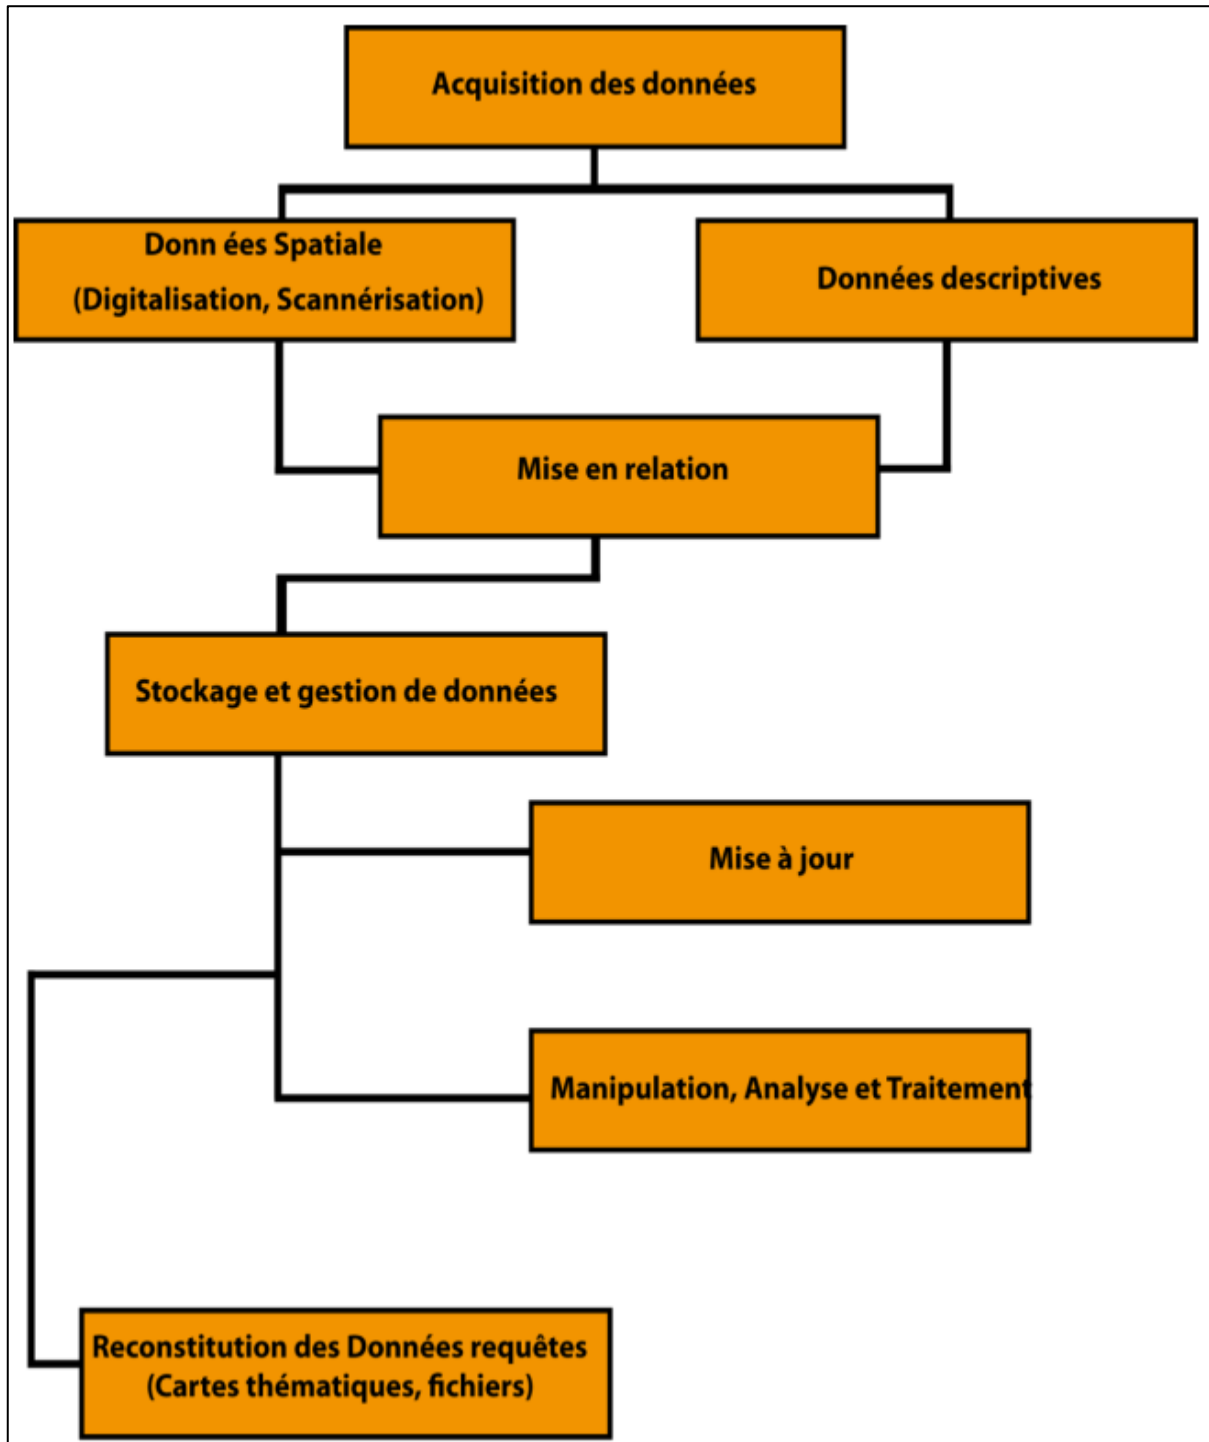 Acquisition des données
Donn ées Spatiale
(Digitalisation, Scannérisation)
Données descriptives
Mise en relation
Stockage et gestion de données
Mise à jour
Manipulation, Analyse et Traitement
Reconstitution des Données requêtes
(Cartes thématiques, fichiers)